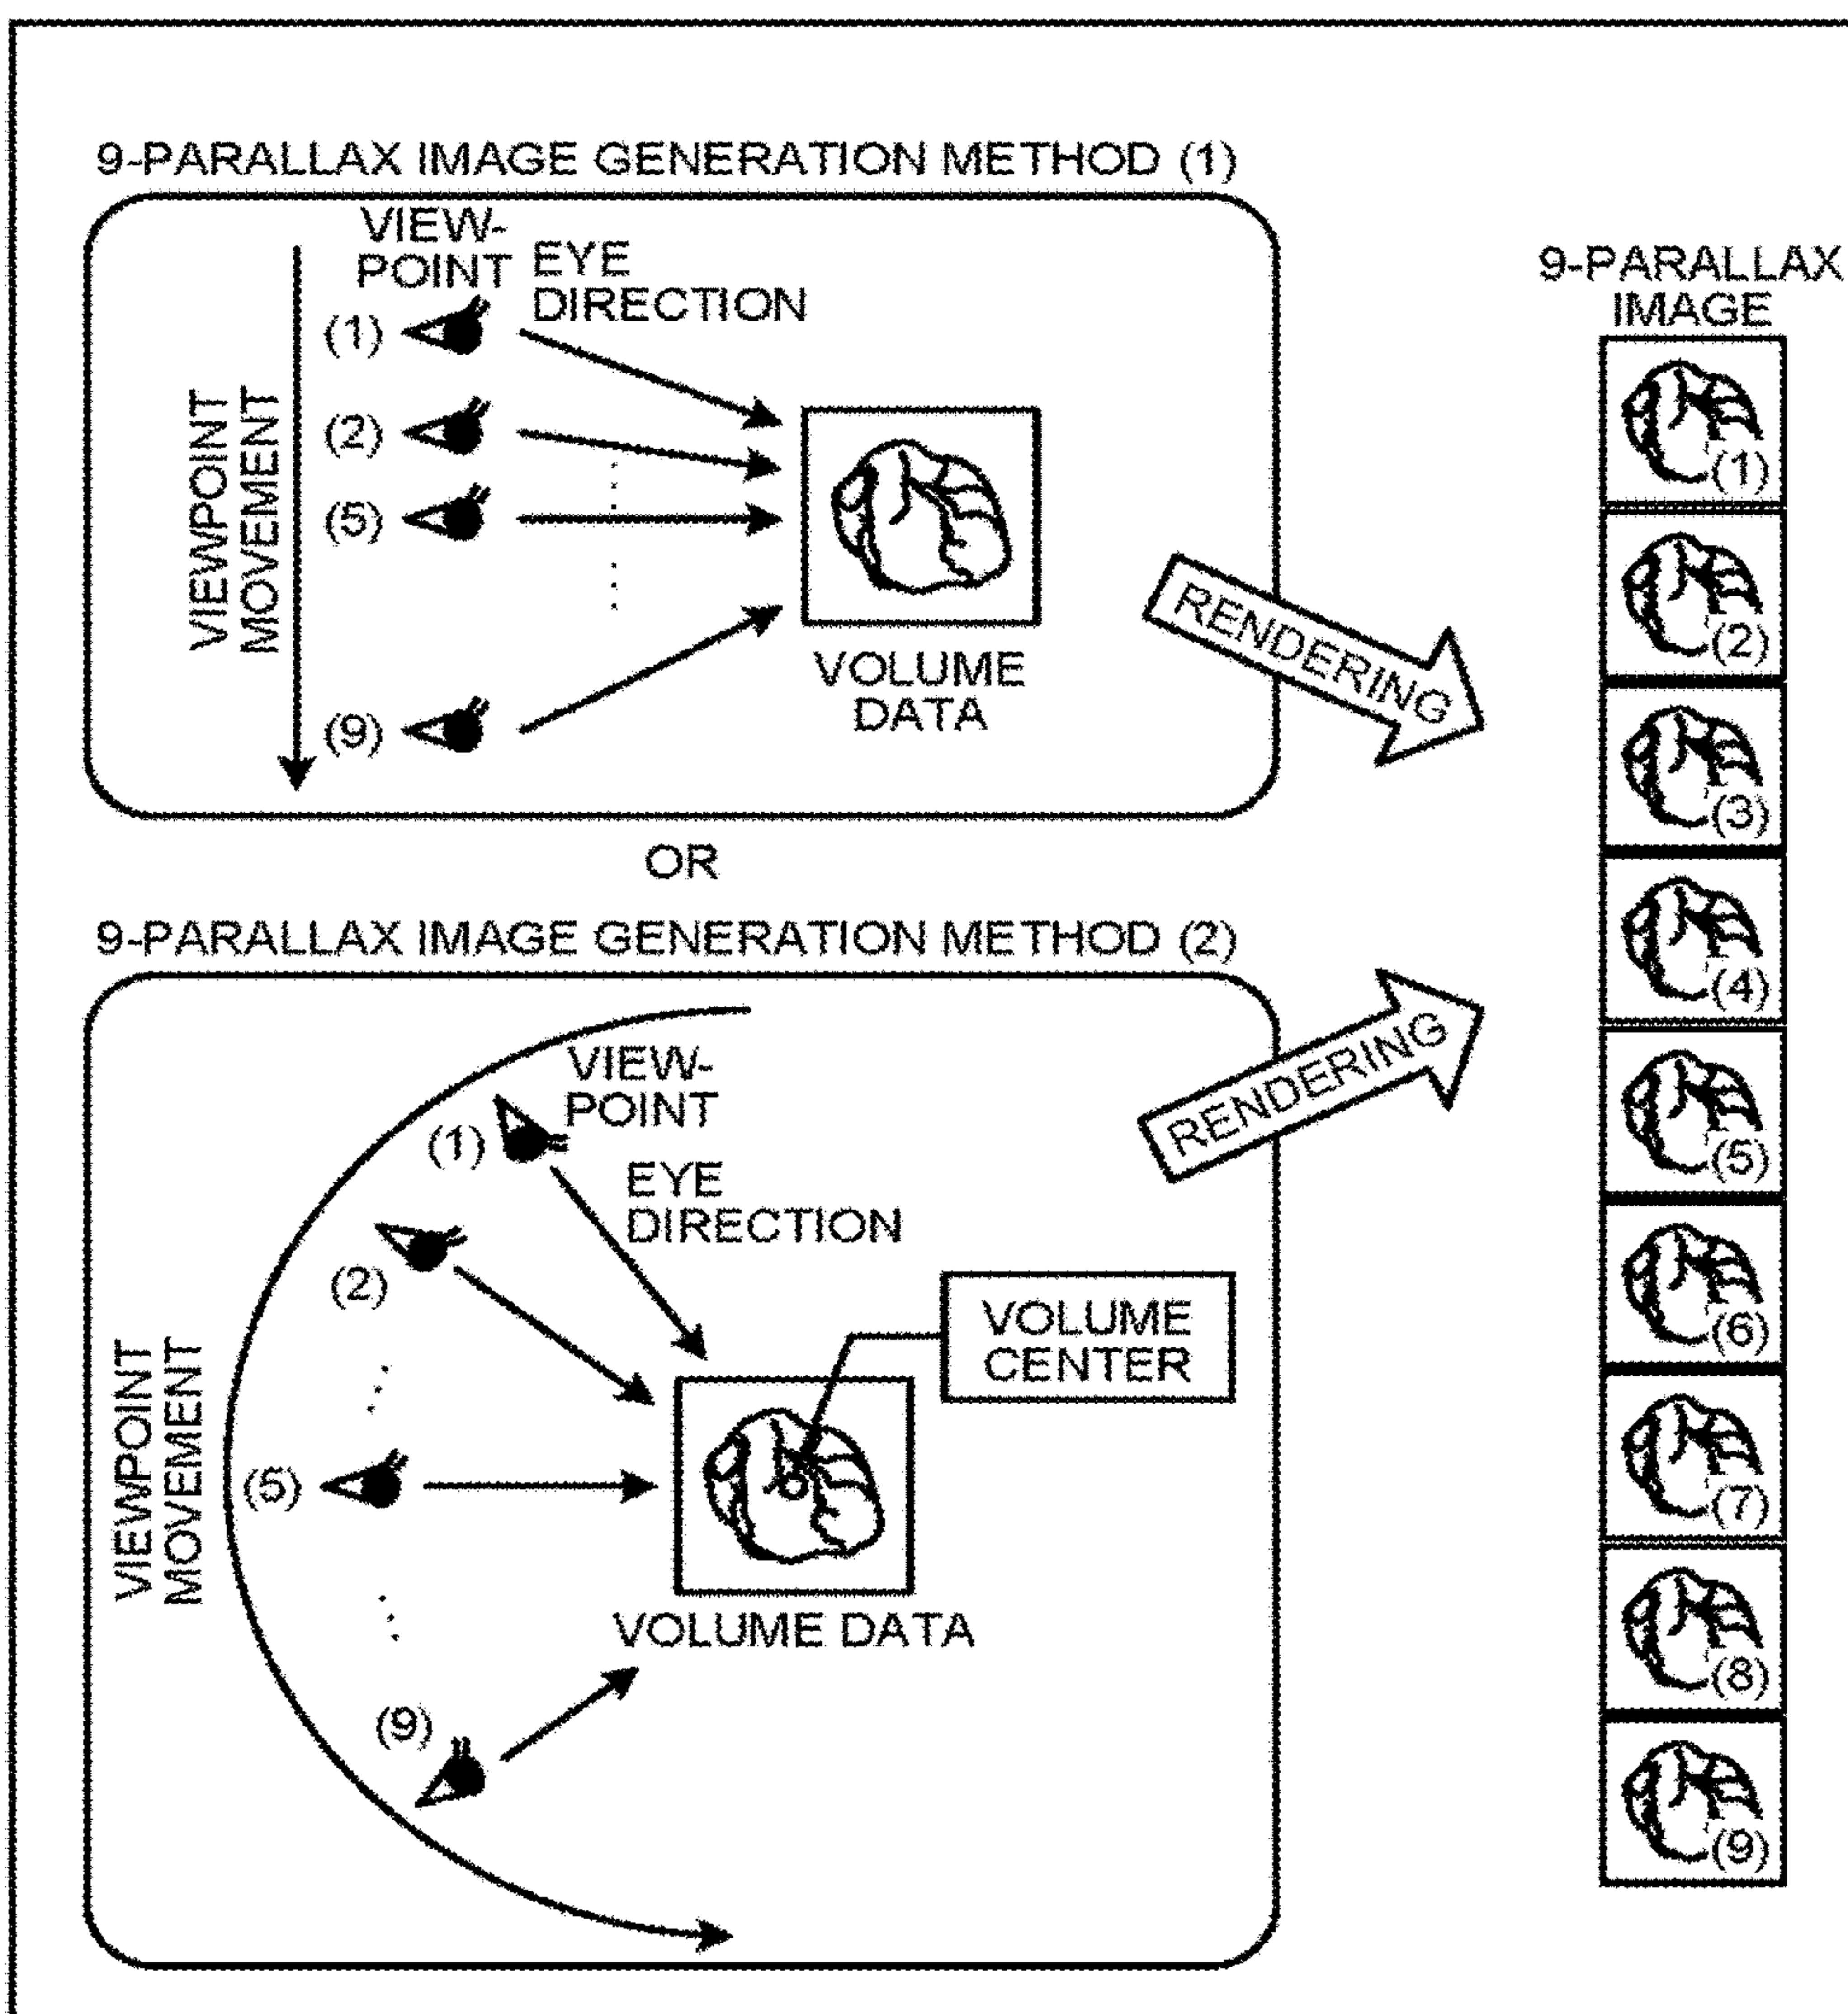 9-PARALLAX IMAGE GENERATION METHOD (1)
VIEW-
POINT
EYE
DIRECTION
(1)
(2)
(5)
(9)
VIEWPOINT
MOVEMENT
VOLUME
DATA
RENDERING
OR
9-PARALLAX IMAGE GENERATION METHOD (2)
VIEW-
POINT
(1)
EYE
DIRECTION
(2)
(5)
(9)
VIEWPOINT
MOVEMENT
VOLUME
CENTER
VOLUME DATA
RENDERING
9-PARALLAX
IMAGE
(1)
(2)
(3)
(4)
(5)
(6)
(7)
(8)
(9)